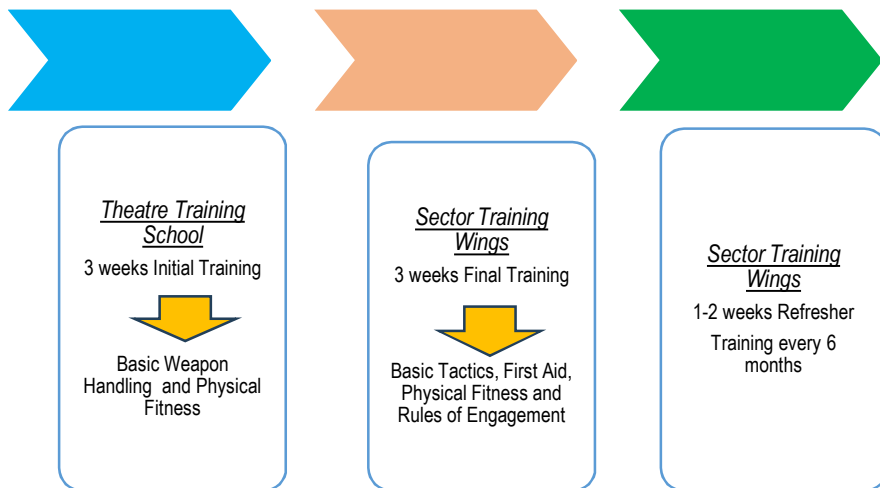 Theatre Training
School
3 weeks Initial Training
Basic Weapon
Handling and Physical
Fitness
Sector Training
Wings
3 weeks Final Training
Basic Tactics, First Aid,
Physical Fitness and
Rules of Engagement
Sector Training
Wings
1-2 weeks Refresher
Training every 6
months